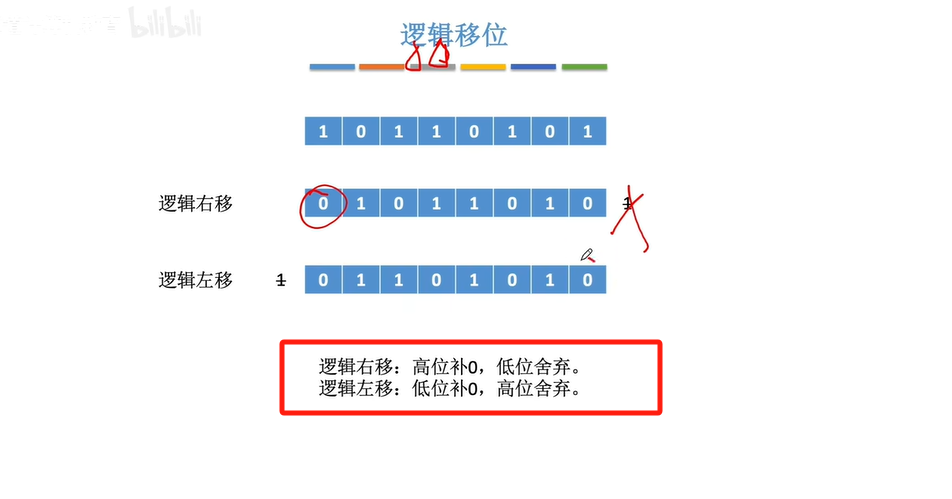 bilibili
逻辑移位
1 0 1 1 0 1 0 1
逻辑右移 0 1 0 1 1 0 1 0 1
逻辑左移 1 0 1 1 0 1 0 1 0
逻辑右移：高位补0，低位舍弃。
逻辑左移：低位补0，高位舍弃。